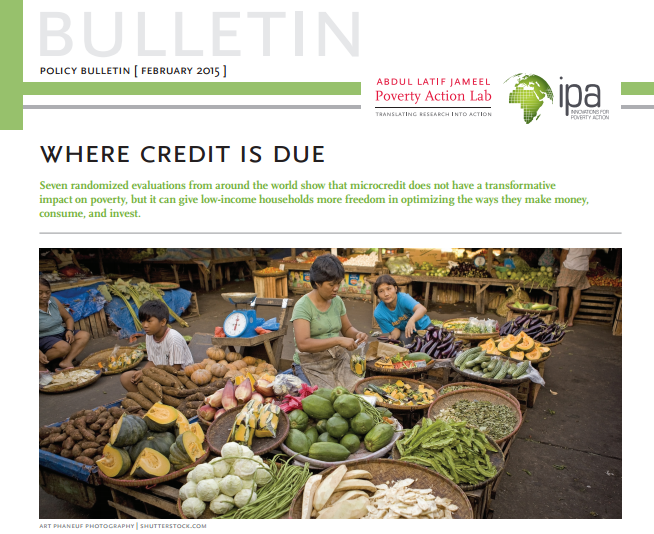 BULLETIN
POLICY BULLETIN [ FEBRUARY 2015 ]
ABDUL LATIF JAMEEL
Poverty Action Lab
TRANSLATING RESEARCH INTO ACTION
ipa
INNOVATIONS FOR
POVERTY ACTION
WHERE CREDIT IS DUE
Seven randomized evaluations from around the world show that microcredit does not have a transformative
impact on poverty, but it can give low-income households more freedom in optimizing the ways they make money,
consume, and invest.
ART PHANEUF PHOTOGRAPHY | SHUTTERSTOCK.COM